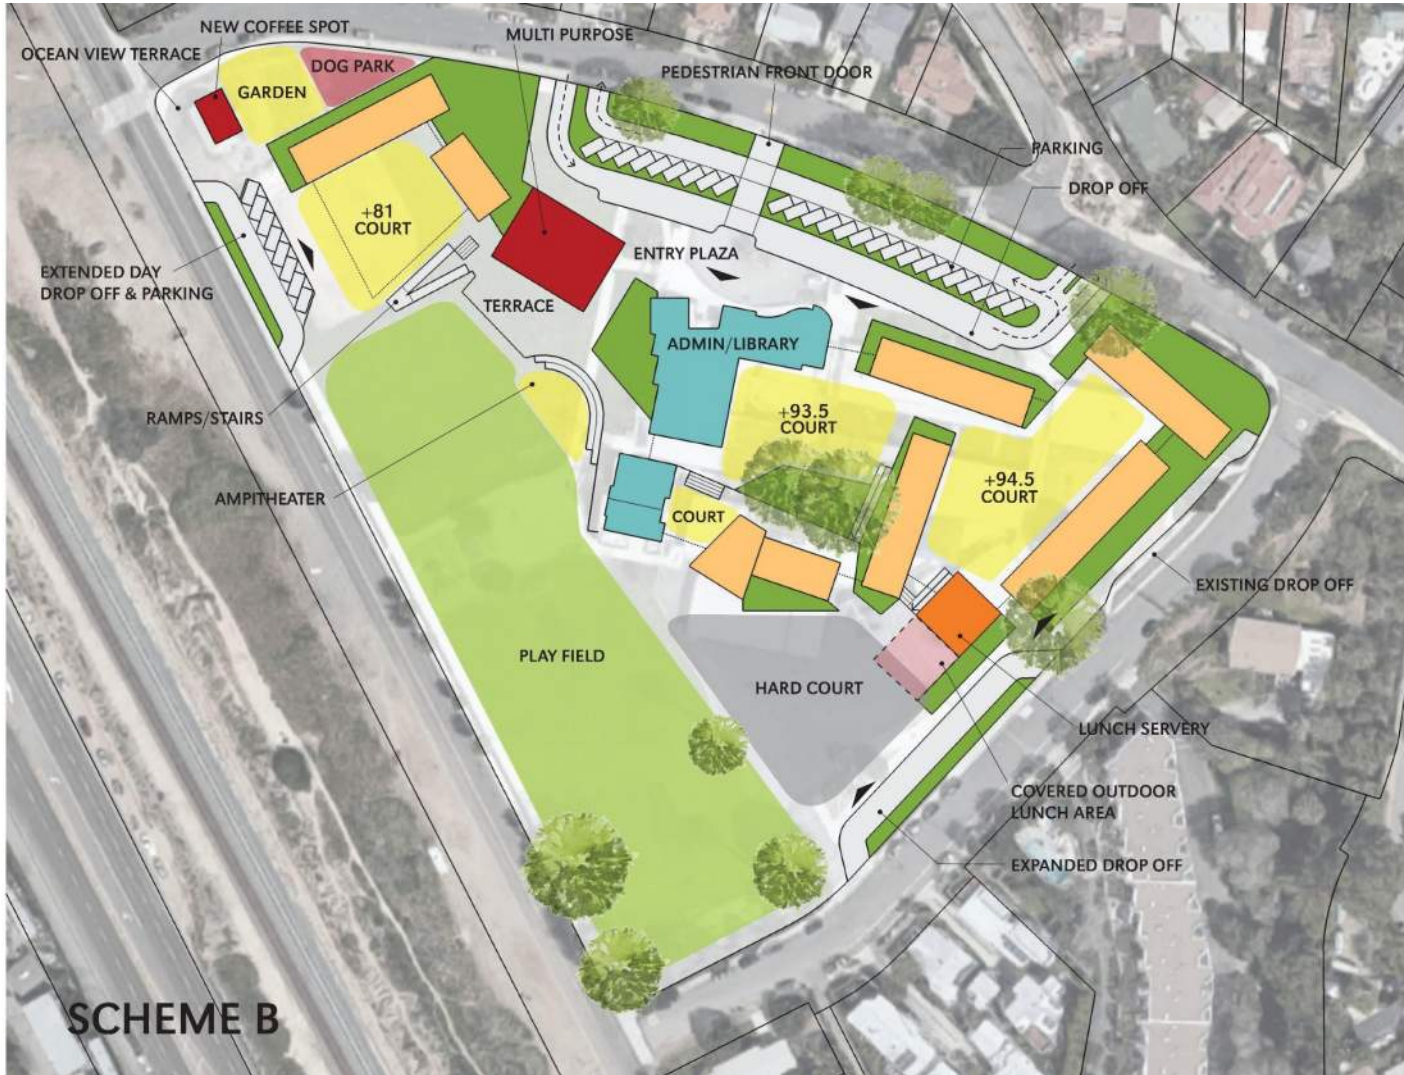 NEW COFFEE SPOT
MULTI PURPOSE
OCEAN VIEW TERRACE
DOG PARK
PEDESTRIAN FRONT DOOR
GARDEN
PARKING
DROP OFF
+81
COURT
ENTRY PLAZA
EXTENDED DAY
DROP OFF & PARKING
TERRACE
ADMIN/LIBRARY
RAMPS/STAIRS
+93.5
COURT
+94.5
COURT
AMPITHEATER
COURT
EXISTING DROP OFF
PLAY FIELD
HARD COURT
LUNCH SERVERY
COVERED OUTDOOR
LUNCH AREA
EXPANDED DROP OFF
SCHEME B